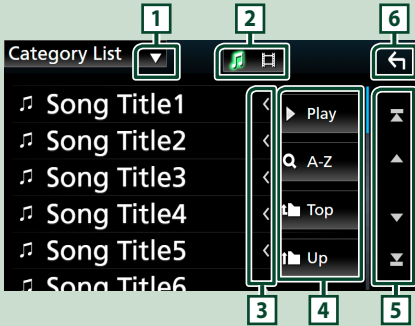 1 2 6
Category List
Song Title1
Song Title2
Song Title3
Song Title4
Song Title5
Song Title6
Play
A-Z
Top
Up
3 4 5